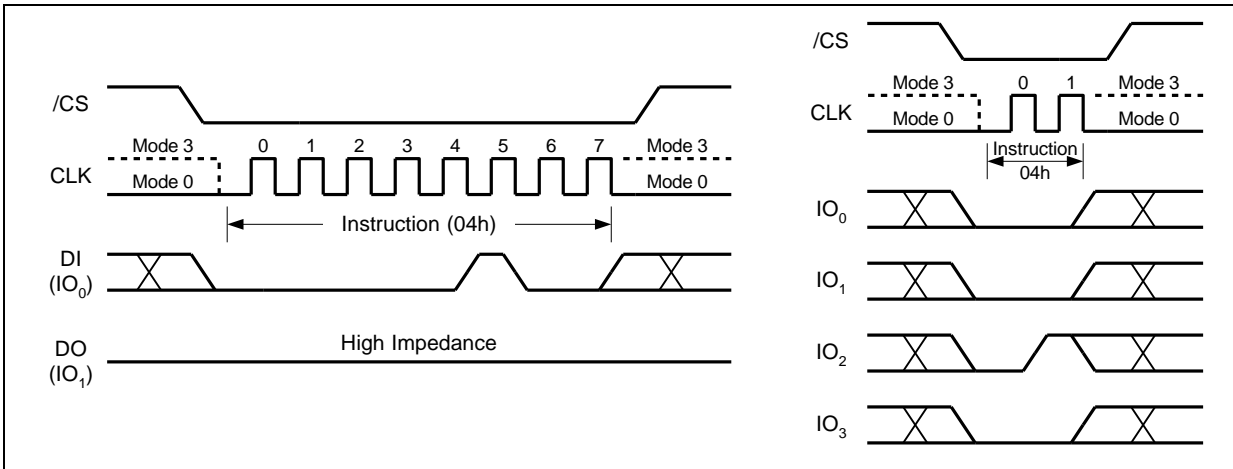 /CS
Mode 3 0 1 2 3 4 5 6 7 Mode 3
CLK
Mode 0 Mode 0
Instruction (04h)
DI
(IO0)
High Impedance
DO
(IO1)
/CS
Mode 3 0 1 Mode 3
CLK
Mode 0 Mode 0
Instruction
04h
IO0
IO1
IO2
IO3